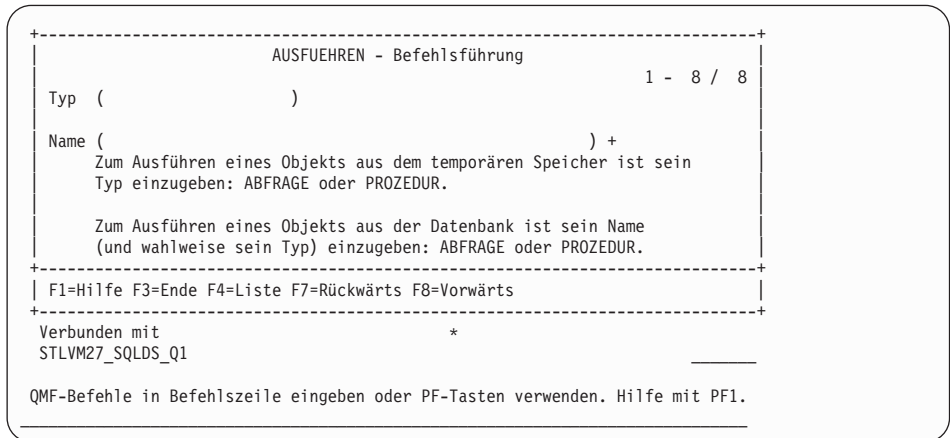 AUSFUEHREN - Befehlsführung
1 - 8 / 8
Typ ( )
Name ( ) +
Zum Ausführen eines Objekts aus dem temporären Speicher ist sein
Typ einzugeben: ABFRAGE oder PROZEDUR.
Zum Ausführen eines Objekts aus der Datenbank ist sein Name
(und wahlweise sein Typ) einzugeben: ABFRAGE oder PROZEDUR.
F1=Hilfe F3=Ende F4=Liste F7=Rückwärts F8=Vorwärts
Verbunden mit *
STLVM27_SQLDS_Q1
QMF-Befehle in Befehlszeile eingeben oder PF-Tasten verwenden. Hilfe mit PF1.